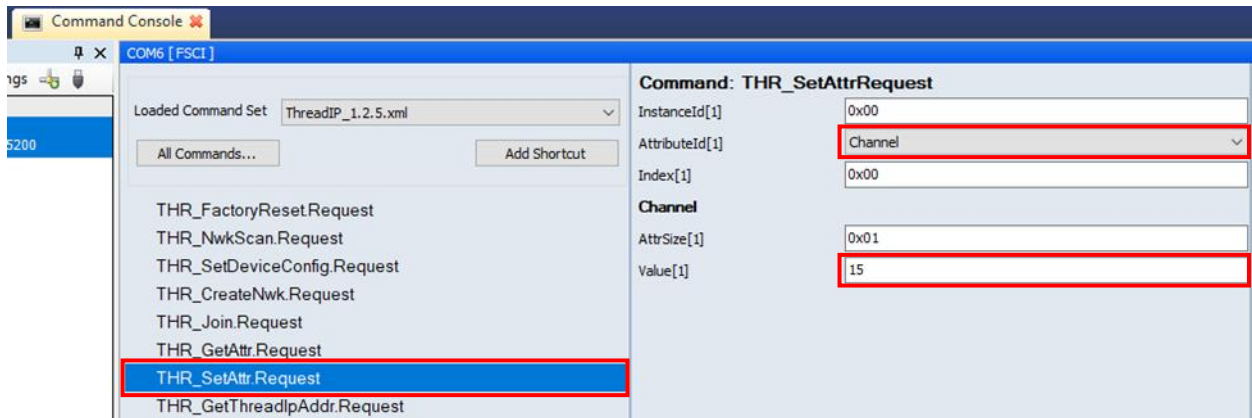 Command Console
COM6 [ FSCI ]
ngs
5200
Loaded Command Set ThreadIP_1.2.5.xml
All Commands... Add Shortcut
THR_FactoryReset.Request
THR_NwkScan.Request
THR_SetDeviceConfig.Request
THR_CreateNwk.Request
THR_Join.Request
THR_GetAttr.Request
THR_SetAttr.Request
THR_GetThreadIpAddr.Request
Command: THR_SetAttrRequest
InstanceId[1] 0x00
AttributeId[1] Channel
Index[1] 0x00
Channel
AttrSize[1] 0x01
Value[1] 15